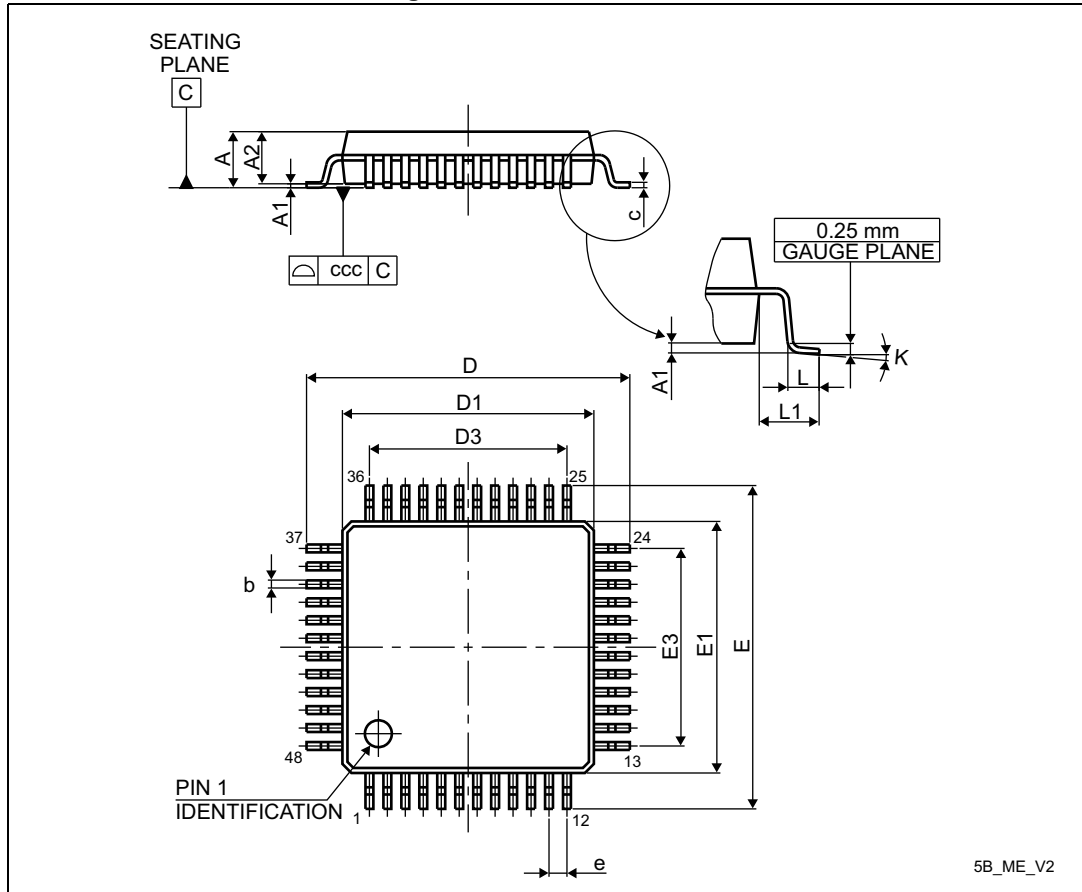 SEATING
PLANE
C
A
A2
A1
c
ccc C
0.25 mm
GAUGE PLANE
A1
K
L
L1
D
D1
D3
36
25
37
24
b
E3
E1
E
48
13
PIN 1
IDENTIFICATION
1
12
e
5B_ME_V2